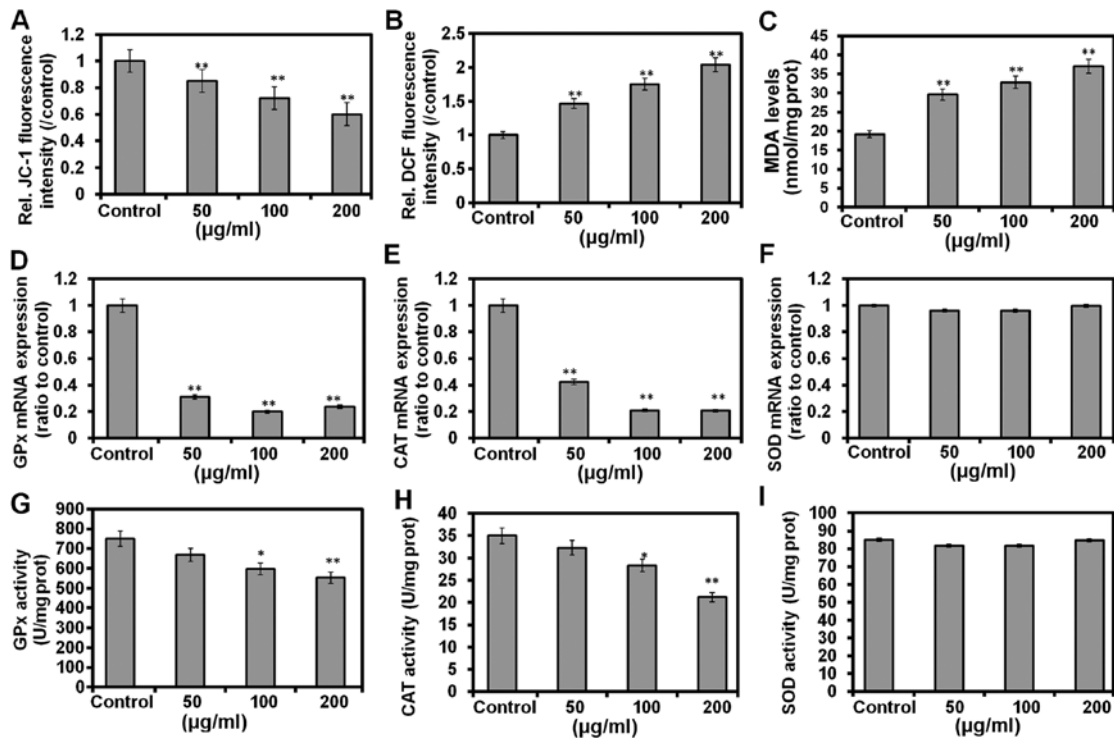 A
Rel. JC-1 fluorescence
intensity (/control)
1.2
1
0.8
0.6
0.4
0.2
0
**
**
**
Control 50 100 200
(µg/ml)
B
Rel. DCF fluorescence
intensity (/control)
2.5
2
1.5
1
0.5
0
**
**
**
Control 50 100 200
(µg/ml)
C
MDA levels
(nmol/mg prot)
45
40
35
30
25
20
15
10
5
0
**
**
**
Control 50 100 200
(µg/ml)
D
GPx mRNA expression
(ratio to control)
1.2
1
0.8
0.6
0.4
0.2
0
**
**
**
Control 50 100 200
(µg/ml)
E
CAT mRNA expression
(ratio to control)
1.2
1
0.8
0.6
0.4
0.2
0
**
**
**
Control 50 100 200
(µg/ml)
F
SOD mRNA expression
(ratio to control)
1.2
1
0.8
0.6
0.4
0.2
0
Control 50 100 200
(µg/ml)
G
GPx activity
(U/mgprot)
900
800
700
600
500
400
300
200
100
0
*
**
Control 50 100 200
(µg/ml)
H
CAT activity (U/mg prot)
40
35
30
25
20
15
10
5
0
*
**
Control 50 100 200
(µg/ml)
I
SOD activity (U/mg prot)
100
90
80
70
60
50
40
30
20
10
0
Control 50 100 200
(µg/ml)